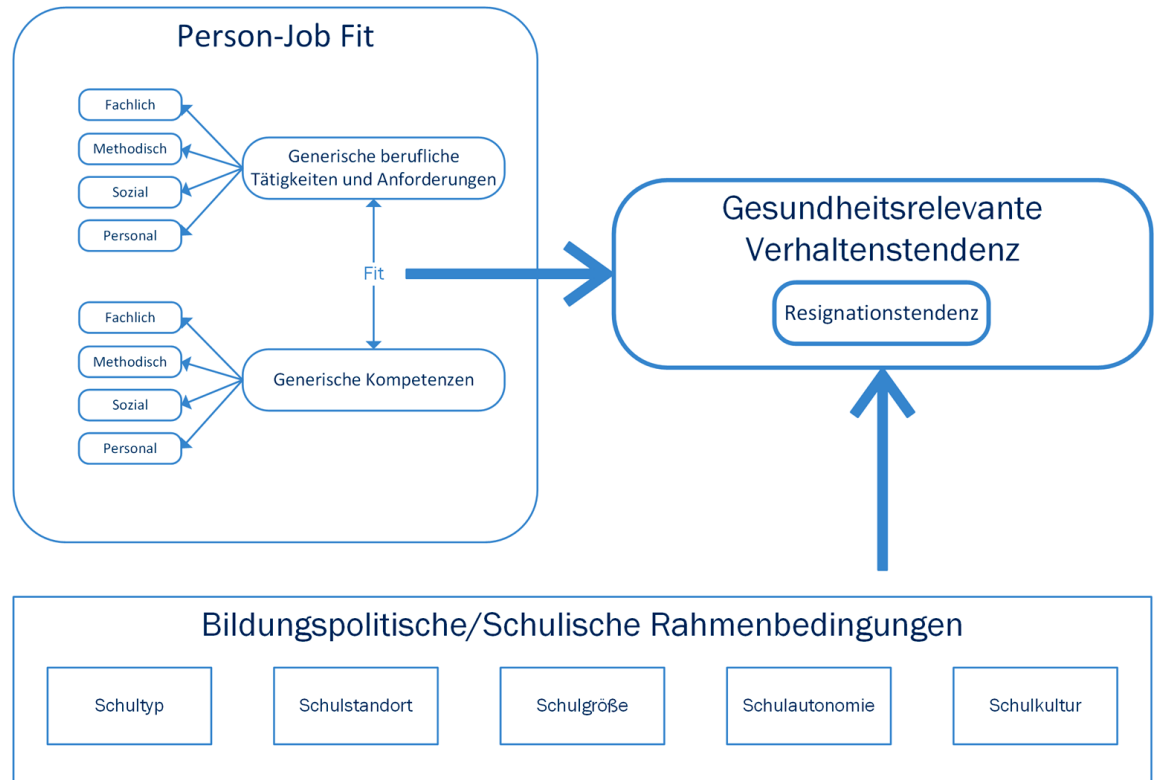 Person-Job Fit
Fachlich
Methodisch
Sozial
Personal
Generische berufliche
Tätigkeiten und Anforderungen
Fit
Fachlich
Methodisch
Sozial
Personal
Generische Kompetenzen
Gesundheitsrelevante
Verhaltenstendenz
Resignationstendenz
Bildungspolitische/Schulische Rahmenbedingungen
Schultyp
Schulstandort
Schulgröße
Schulautonomie
Schulkultur